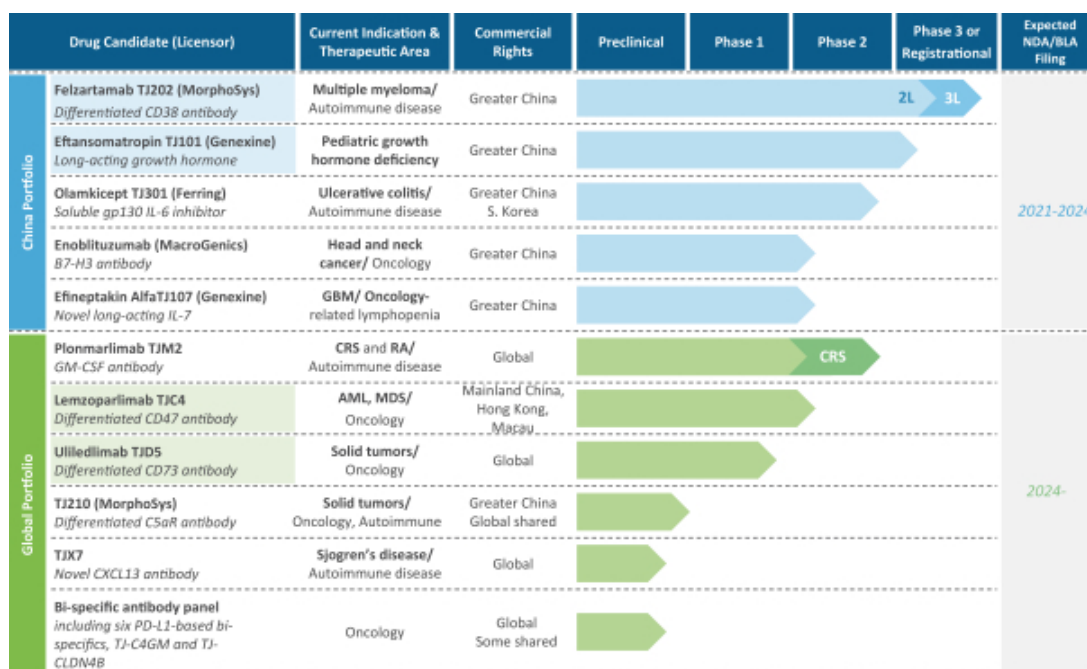 Drug Candidate (Licensor)
Current Indication &
Therapeutic Area
Commercial
Rights
Preclinical
Phase 1
Phase 2
Phase 3 or
Registrational
Expected
NDA/BLA
Filing
China Portfolio
Felzartamab TJ202 (MorphoSys)
Differentiated CD38 antibody
Multiple myeloma/
Autoimmune disease
Greater China
2L
3L
Eftansomatropin TJ101 (Genexine)
Long-acting growth hormone
Pediatric growth
hormone deficiency
Greater China
Olamkicept TJ301 (Ferring)
Soluble gp130 IL-6 inhibitor
Ulcerative colitis/
Autoimmune disease
Greater China
S. Korea
2021-2024
Enoblituzumab (MacroGenics)
B7-H3 antibody
Head and neck
cancer/ Oncology
Greater China
Efineptakin AlfaTJ107 (Genexine)
Novel long-acting IL-7
GBM/ Oncology-
related lymphopenia
Greater China
Global Portfolio
Plonmarlimab TJM2
GM-CSF antibody
CRS and RA/
Autoimmune disease
Global
CRS
Lemzoparlimab TJC4
Differentiated CD47 antibody
AML, MDS/
Oncology
Mainland China,
Hong Kong,
Macau
Uliledlimab TJD5
Differentiated CD73 antibody
Solid tumors/
Oncology
Global
2024-
TJ210 (MorphoSys)
Differentiated C5aR antibody
Solid tumors/
Oncology, Autoimmune
Greater China
Global shared
TJX7
Novel CXCL13 antibody
Sjogren's disease/
Autoimmune disease
Global
Bi-specific antibody panel
including six PD-L1-based bi-
specifics, TJ-C4GM and TJ-
CLDN4B
Oncology
Global
Some shared